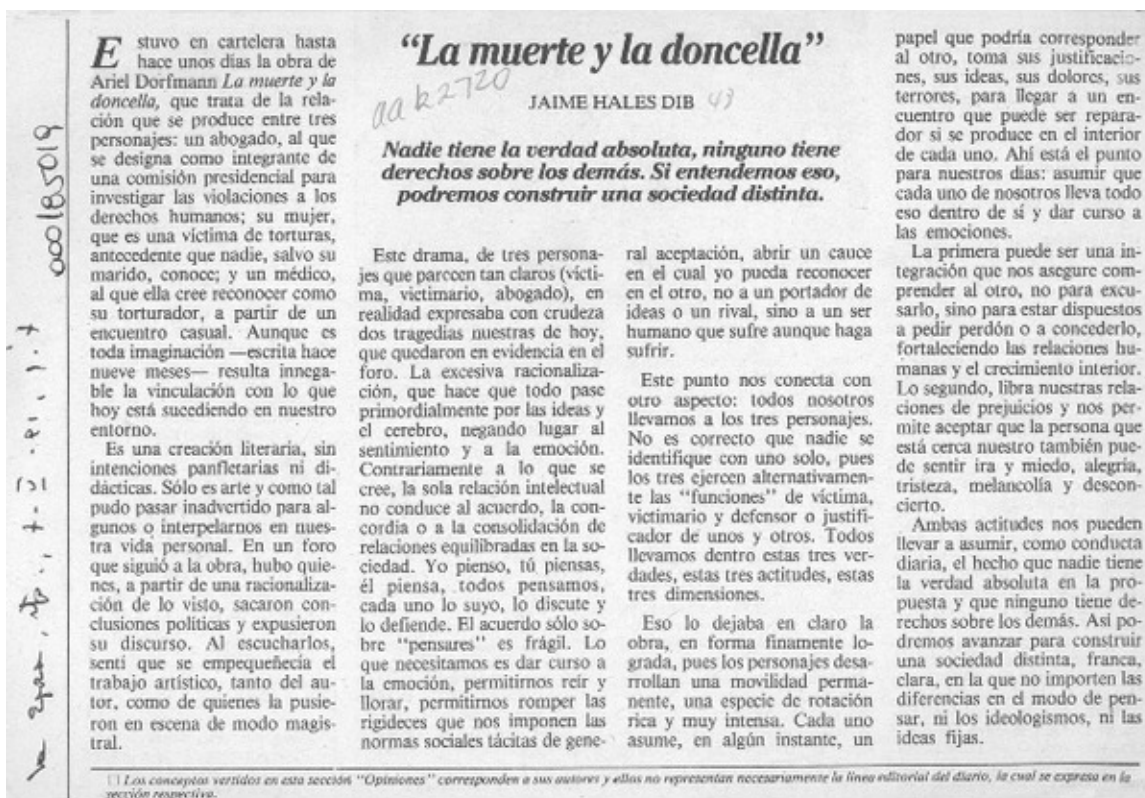 "La muerte y la doncella"
JAIME HALES DIB
Nadie tiene la verdad absoluta, ninguno tiene
derechos sobre los demás. Si entendemos eso,
podremos construir una sociedad distinta.
Estuvo en cartelera hasta
hace unos días la obra de
Ariel Dorfmann La muerte y la
doncella, que trata de la rela-
ción que se produce entre tres
personajes: un abogado, al que
se designa como integrante de
una comisión presidencial para
investigar las violaciones a los
derechos humanos; su mujer,
que es una víctima de torturas,
antecedente que nadie, salvo su
marido, conoce; y un médico,
al que ella cree reconocer como
su torturador, a partir de un
encuentro casual. Aunque es
toda imaginación —escrita hace
nueve meses— resulta innega-
ble la vinculación con lo que
hoy está sucediendo en nuestro
entorno.
Es una creación literaria, sin
intenciones panfletarias ni di-
dácticas. Sólo es arte y como tal
pudo pasar inadvertido para al-
gunos o interpelarnos en nues-
tra vida personal. En un foro
que siguió a la obra, hubo quie-
nes, a partir de una racionaliza-
ción de lo visto, sacaron con-
clusiones políticas y expusieron
su discurso. Al escucharlos,
sentí que se empequeñecía el
trabajo artístico, tanto del au-
tor, como de quienes la pusie-
ron en escena de modo magis-
tral.
Este drama, de tres persona-
jes que parecen tan claros (vícti-
ma, victimario, abogado), en
realidad expresaba con crudeza
dos tragedias nuestras de hoy,
que quedaron en evidencia en el
foro. La excesiva racionaliza-
ción, que hace que todo pase
primordialmente por las ideas y
el cerebro, negando lugar al
sentimiento y a la emoción.
Contrariamente a lo que se
cree, la sola relación intelectual
no conduce al acuerdo, la con-
cordia o a la consolidación de
relaciones equilibradas en la so-
ciedad. Yo pienso, tú piensas,
él piensa, todos pensamos,
cada uno lo suyo, lo discute y
lo defiende. El acuerdo sólo so-
bre "pensares" es frágil. Lo
que necesitamos es dar curso a
la emoción, permitirnos reír y
llorar, permitirnos romper las
rigideces que nos imponen las
normas sociales tácitas de gene-
ral aceptación, abrir un cauce
en el cual yo pueda reconocer
en el otro, no a un portador de
ideas o un rival, sino a un ser
humano que sufre aunque haga
sufrir.
Este punto nos conecta con
otro aspecto: todos nosotros
llevamos a los tres personajes.
No es correcto que nadie se
identifique con uno solo, pues
los tres ejercen alternativamen-
te las "funciones" de víctima,
victimario y defensor o justifi-
cador de unos y otros. Todos
llevamos dentro estas tres ver-
dades, estas tres actitudes, estas
tres dimensiones.
Eso lo dejaba en claro la
obra, en forma finamente lo-
grada, pues los personajes desa-
rrollan una movilidad perma-
nente, una especie de rotación
rica y muy intensa. Cada uno
asume, en algún instante, un
papel que podría corresponder
al otro, toma sus justificacio-
nes, sus ideas, sus dolores, sus
terrores, para llegar a un en-
cuentro que puede ser repara-
dor si se produce en el interior
de cada uno. Ahí está el punto
para nuestros días: asumir que
cada uno de nosotros lleva todo
eso dentro de sí y dar curso a
las emociones.
La primera puede ser una in-
tegración que nos asegure com-
prender al otro, no para excu-
sarlo, sino para estar dispuestos
a pedir perdón o a concederlo,
fortaleciendo las relaciones hu-
manas y el crecimiento interior.
Lo segundo, libra nuestras rela-
ciones de prejuicios y nos per-
mite aceptar que la persona que
está cerca nuestro también pue-
de sentir ira y miedo, alegría,
tristeza, melancolía y descon-
cierto.
Ambas actitudes nos pueden
llevar a asumir, como conducta
diaria, el hecho que nadie tiene
la verdad absoluta en la pro-
puesta y que ninguno tiene de-
rechos sobre los demás. Así po-
dremos avanzar para construir
una sociedad distinta, franca,
clara, en la que no importen las
diferencias en el modo de pen-
sar, ni los ideologismos, ni las
ideas fijas.
Los conceptos vertidos en esta sección "Opiniones" corresponden a sus autores y ellos no representan necesariamente la línea editorial del diario, la cual se expresa en la
sección respectiva.
aak2720
43
000185019